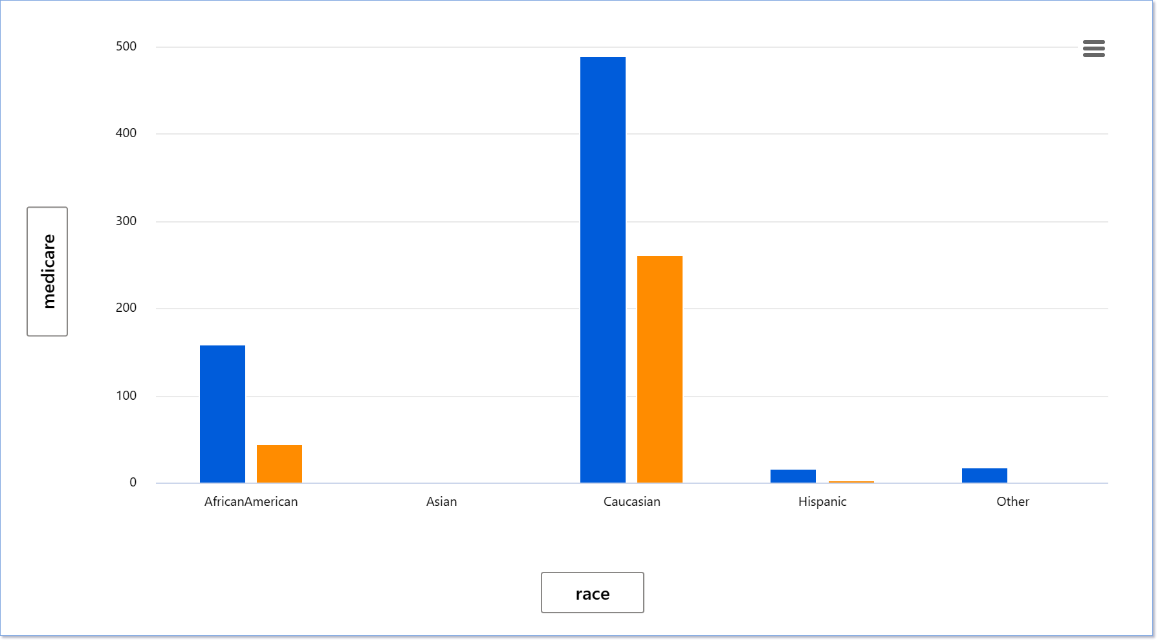 500
400
300
200
100
0
medicare
AfricanAmerican
Asian
Caucasian
Hispanic
Other
race